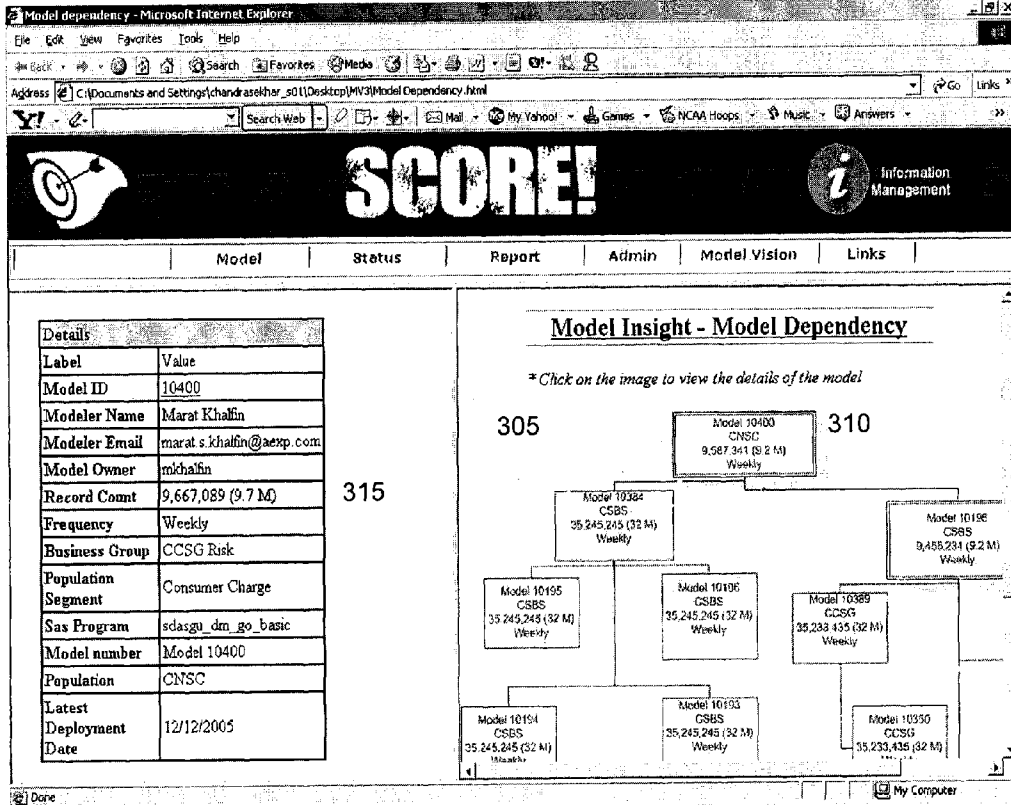 Model dependency - Microsoft Internet Explorer
File Edit View Favorites Tools Help
Back Search Favorites Media
Address C:\Documents and Settings\chandrasekhar_s01\Desktop\MV3\Model Dependency.html Go Links »
Y! Search Web Mail My Yahoo! Games NCAA Hoops Music Answers »
SCORE!
i Information
Management
Model Status Report Admin Model Vision Links
Details
Label Value
Model ID 10400
Modeler Name Marat Khalfin
Modeler Email marat.s.khalfin@aexp.com
Model Owner mkhalfin
Record Count 9,667,089 (9.7 M)
Frequency Weekly
Business Group CCSG Risk
Population
Segment Consumer Charge
Sas Program sdasgu_dm_go_basic
Model number Model 10400
Population CNSC
Latest
Deployment
Date 12/12/2005
315
Model Insight - Model Dependency
* Click on the image to view the details of the model
305
310
Model 10400
CNSC
9,587,341 (9.2 M)
Weekly
Model 10384
CSBS
35,245,245 (32 M)
Weekly
Model 10196
CSBS
9,458,234 (9.2 M)
Weekly
Model 10195
CSBS
35,245,245 (32 M)
Weekly
Model 10186
CSBS
35,245,245 (32 M)
Weekly
Model 10389
CCSG
35,233,435 (32 M)
Weekly
Model 10194
CSBS
35,245,245 (32 M)
Weekly
Model 10193
CSBS
35,245,245 (32 M)
Weekly
Model 10350
CCSG
35,233,435 (32 M)
Done
My Computer